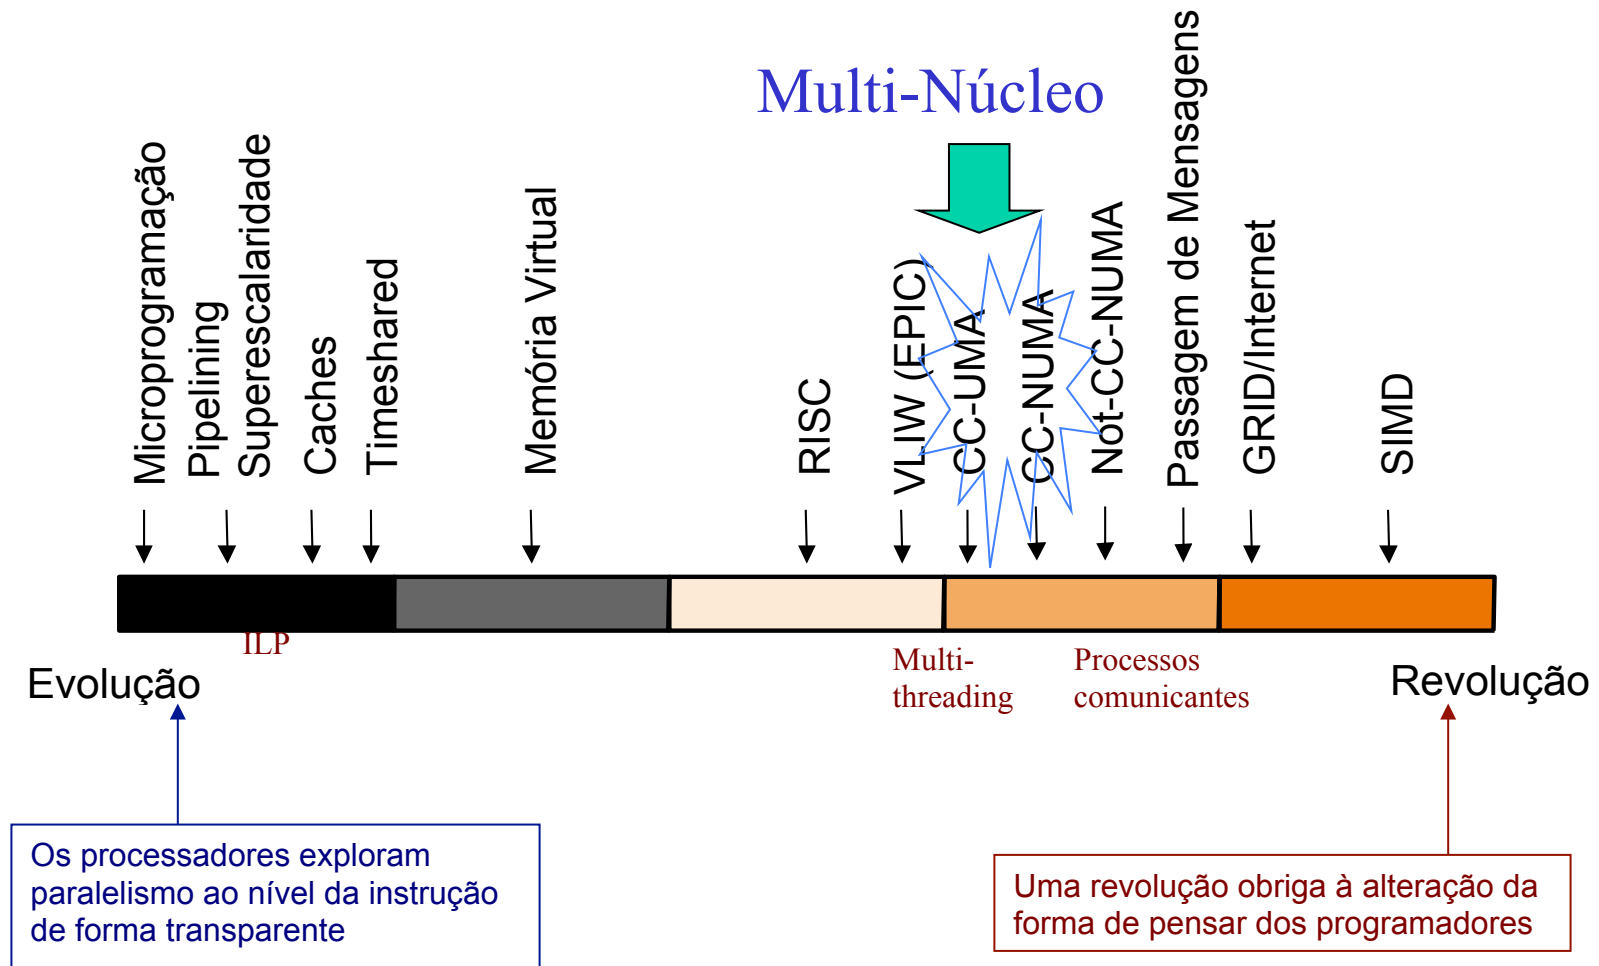 Multi-Núcleo
Microprogramação
Pipelining
Superescalaridade
Caches
Timeshared
Memória Virtual
RISC
VLIW (EPIC)
CC-UMA
CC-NUMA
Not-CC-NUMA
Passagem de Mensagens
GRID/Internet
SIMD
ILP
Multi-
threading
Processos
comunicantes
Evolução
Revolução
Os processadores exploram
paralelismo ao nível da instrução
de forma transparente
Uma revolução obriga à alteração da
forma de pensar dos programadores